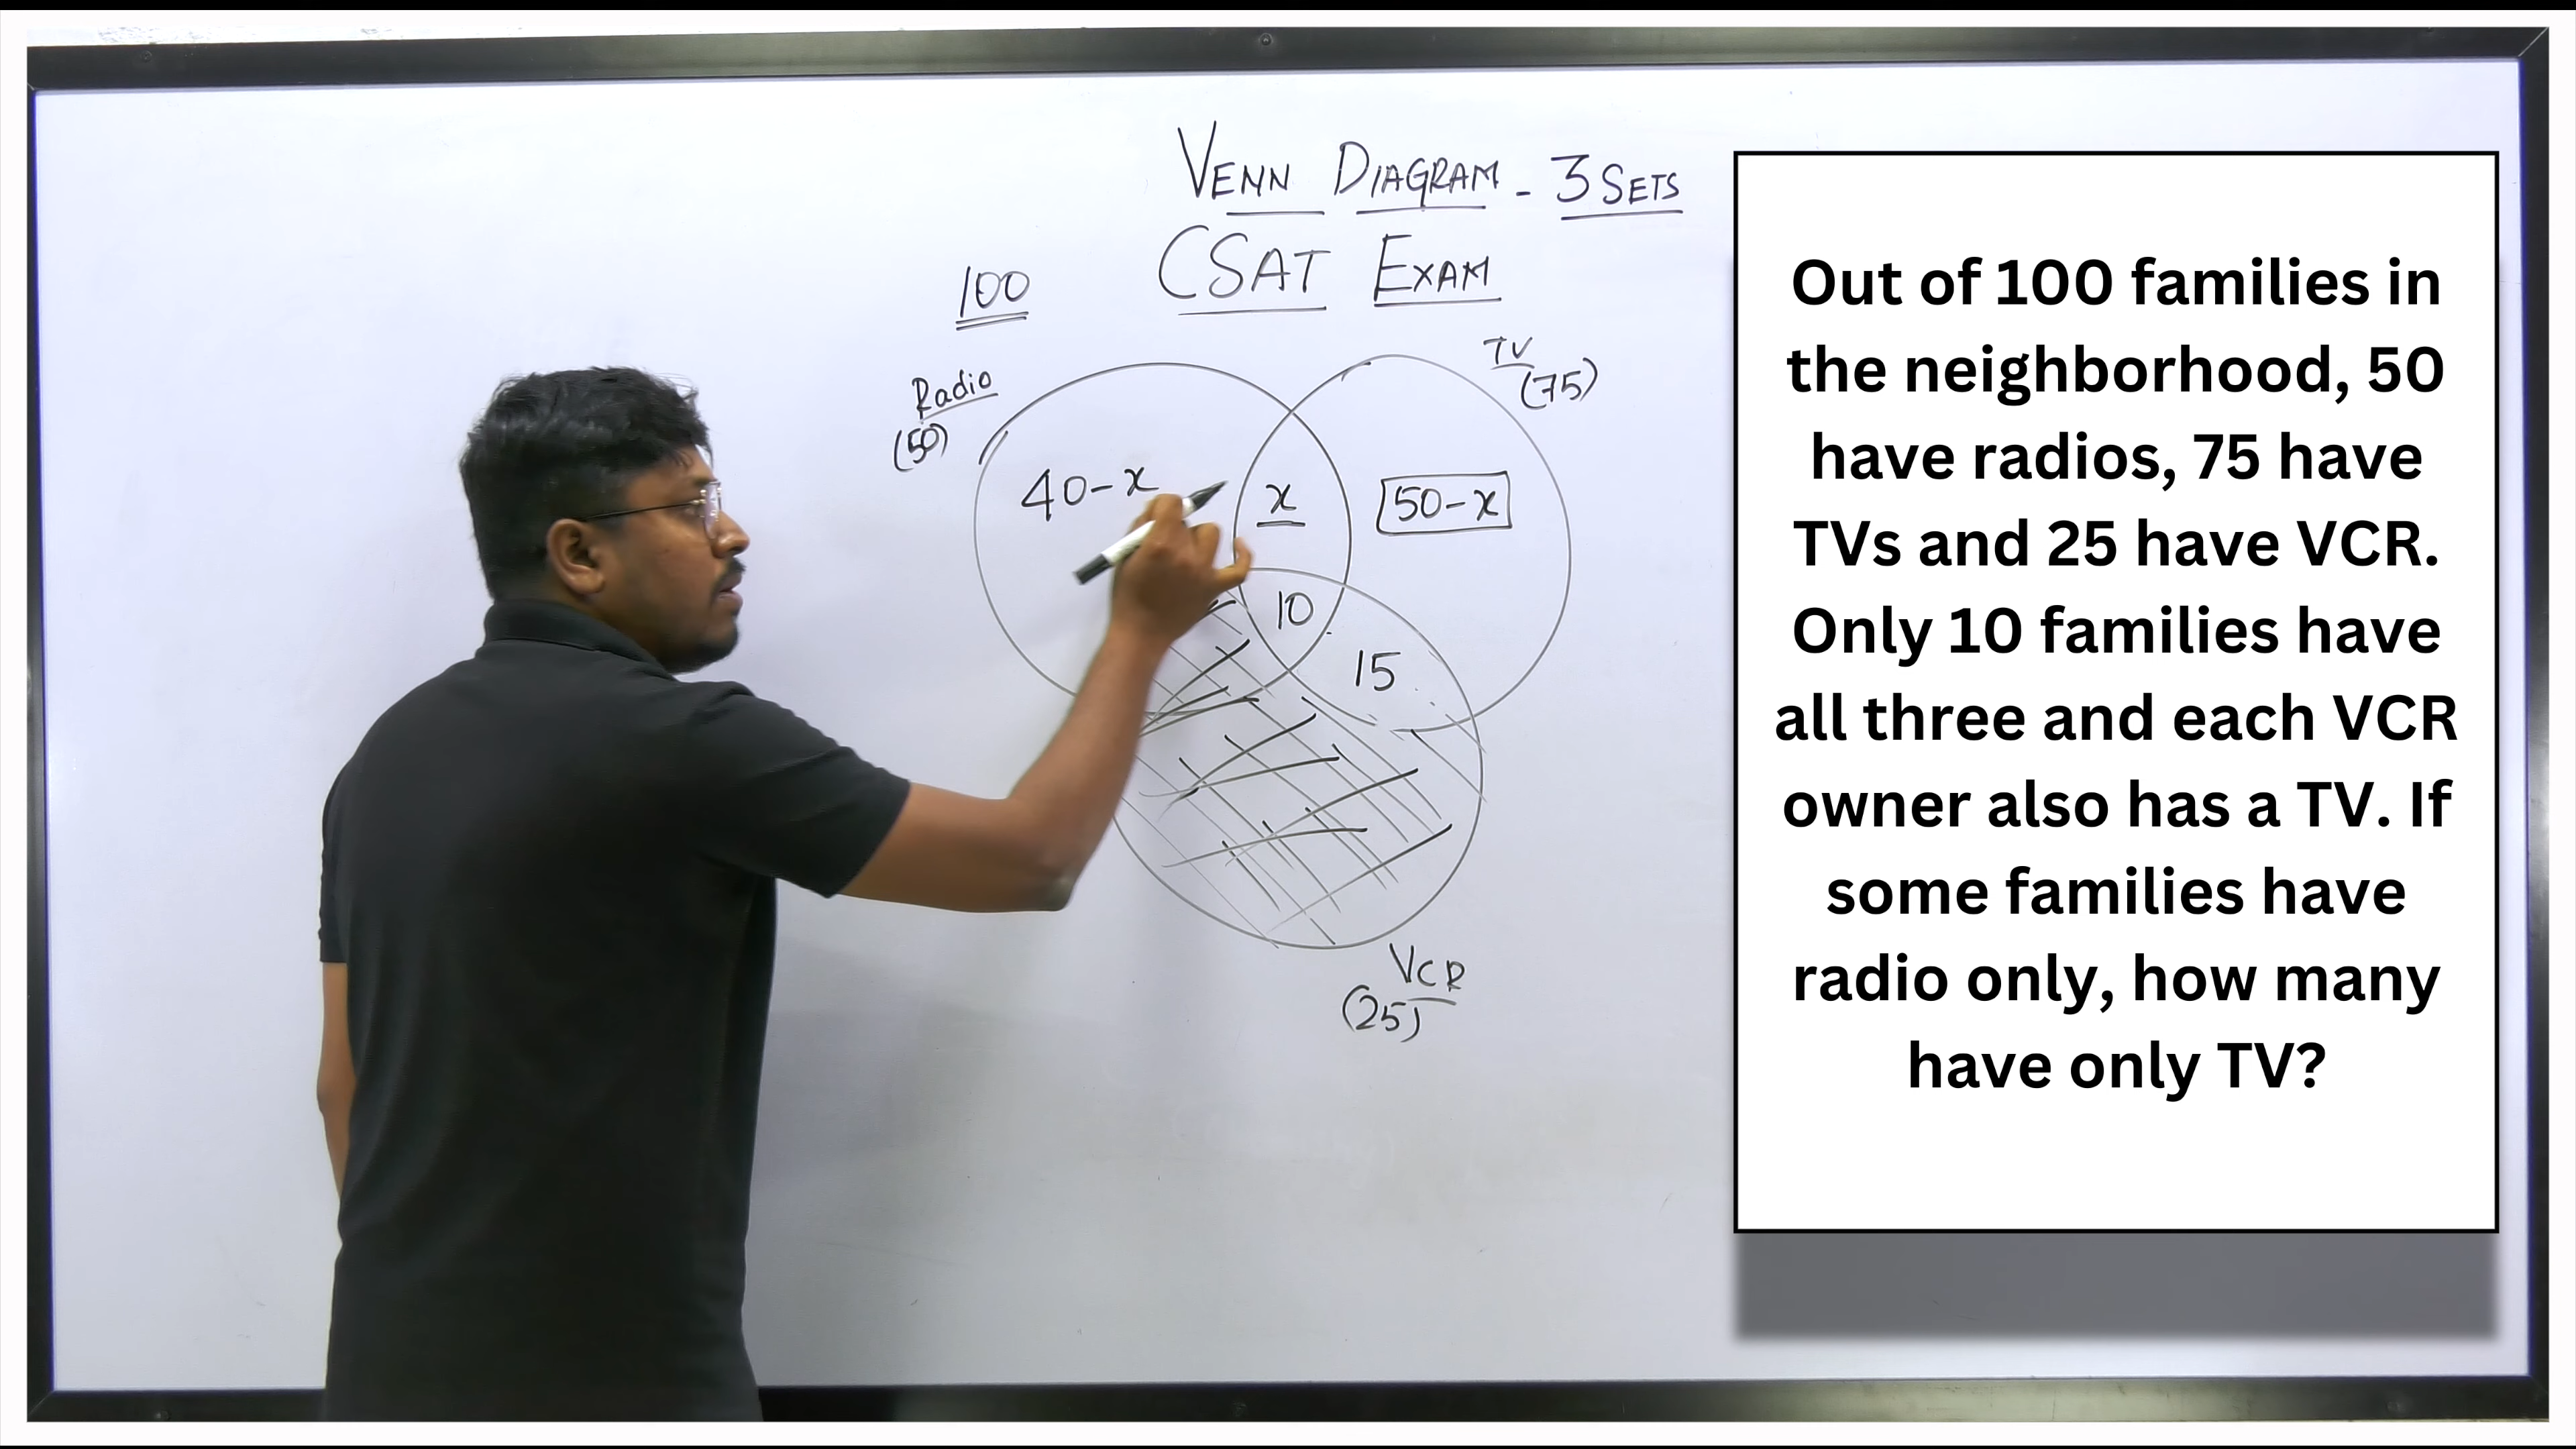 VENN DIAGRAM - 3 SETS
CSAT EXAM
100
Radio
(50)
TV
(75)
40-x
x
50-x
10
15
VCR
(25)
Out of 100 families in
the neighborhood, 50
have radios, 75 have
TVs and 25 have VCR.
Only 10 families have
all three and each VCR
owner also has a TV. If
some families have
radio only, how many
have only TV?